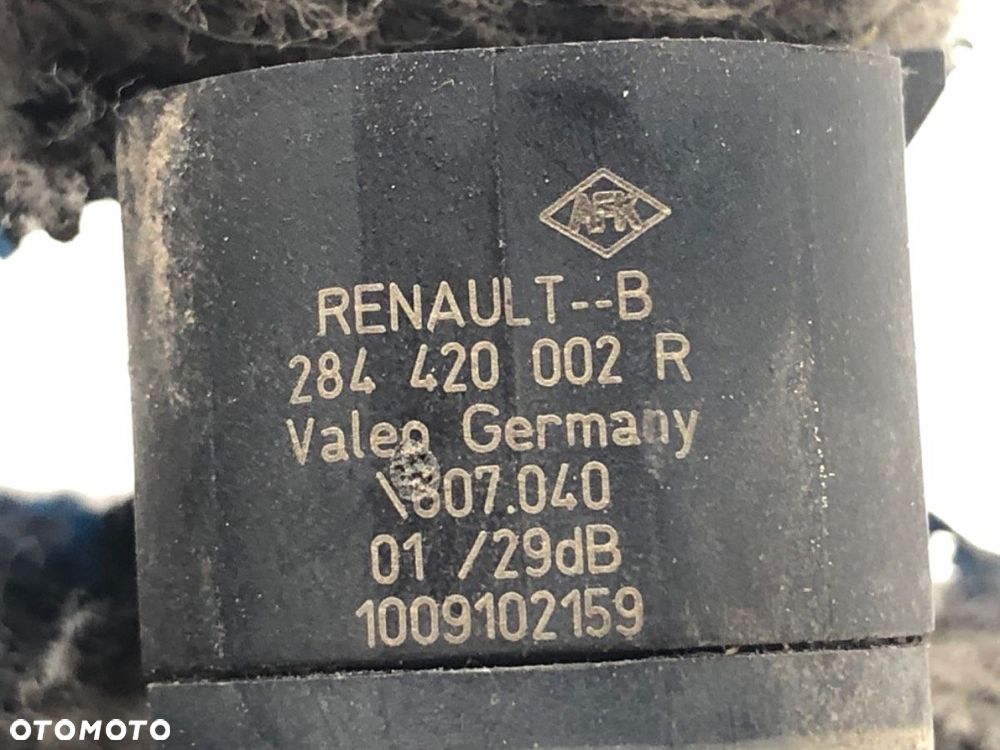 AFK
RENAULT--B
284 420 002 R
Valeo Germany
\607.040
01 /29dB
1009102159
OTOMOTO